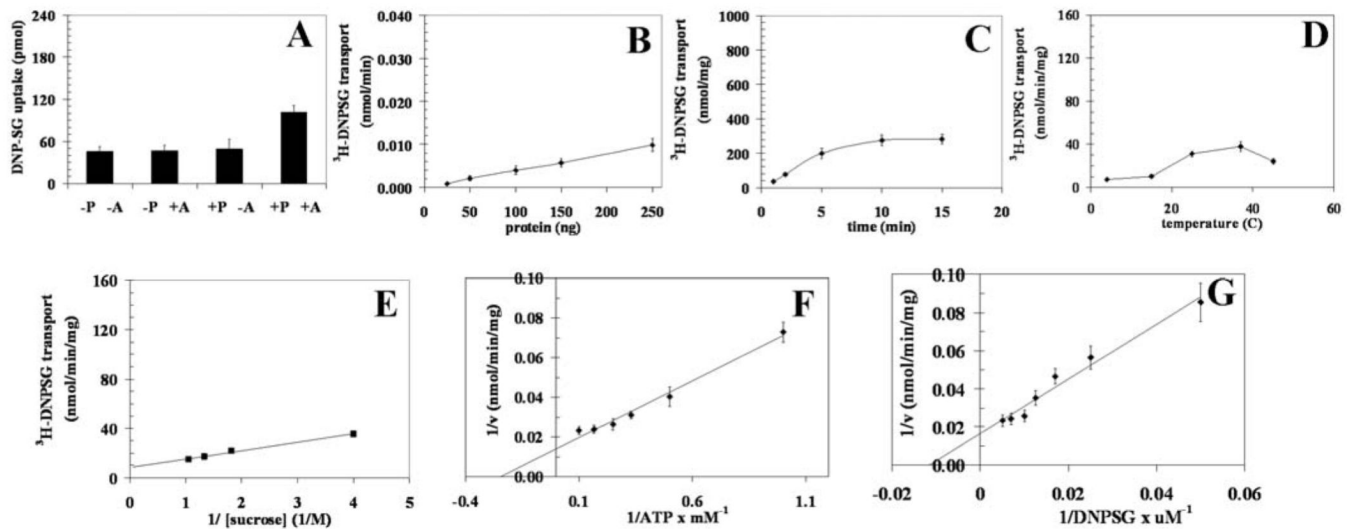 A
DNP-SG uptake (pmol)
240
180
120
60
0
-P -A -P +A +P -A +P +A
B
³H-DNPSG transport
(nmol/min)
0.040
0.030
0.020
0.010
0.000
0 50 100 150 200 250
protein (ng)
C
³H-DNPSG transport
(nmol/mg)
1000
800
600
400
200
0
0 5 10 15 20
time (min)
D
³H-DNPSG transport
(nmol/min/mg)
160
120
80
40
0
0 20 40 60
temperature (C)
E
³H-DNPSG transport
(nmol/min/mg)
160
120
80
40
0
0 1 2 3 4 5
1/ [sucrose] (1/M)
F
1/v (nmol/min/mg)
0.10
0.08
0.06
0.04
0.02
0.00
-0.4 0.1 0.6 1.1
1/ATP x mM⁻¹
G
1/v (nmol/min/mg)
0.10
0.08
0.06
0.04
0.02
0.00
-0.02 0 0.02 0.04 0.06
1/DNPSG x uM⁻¹